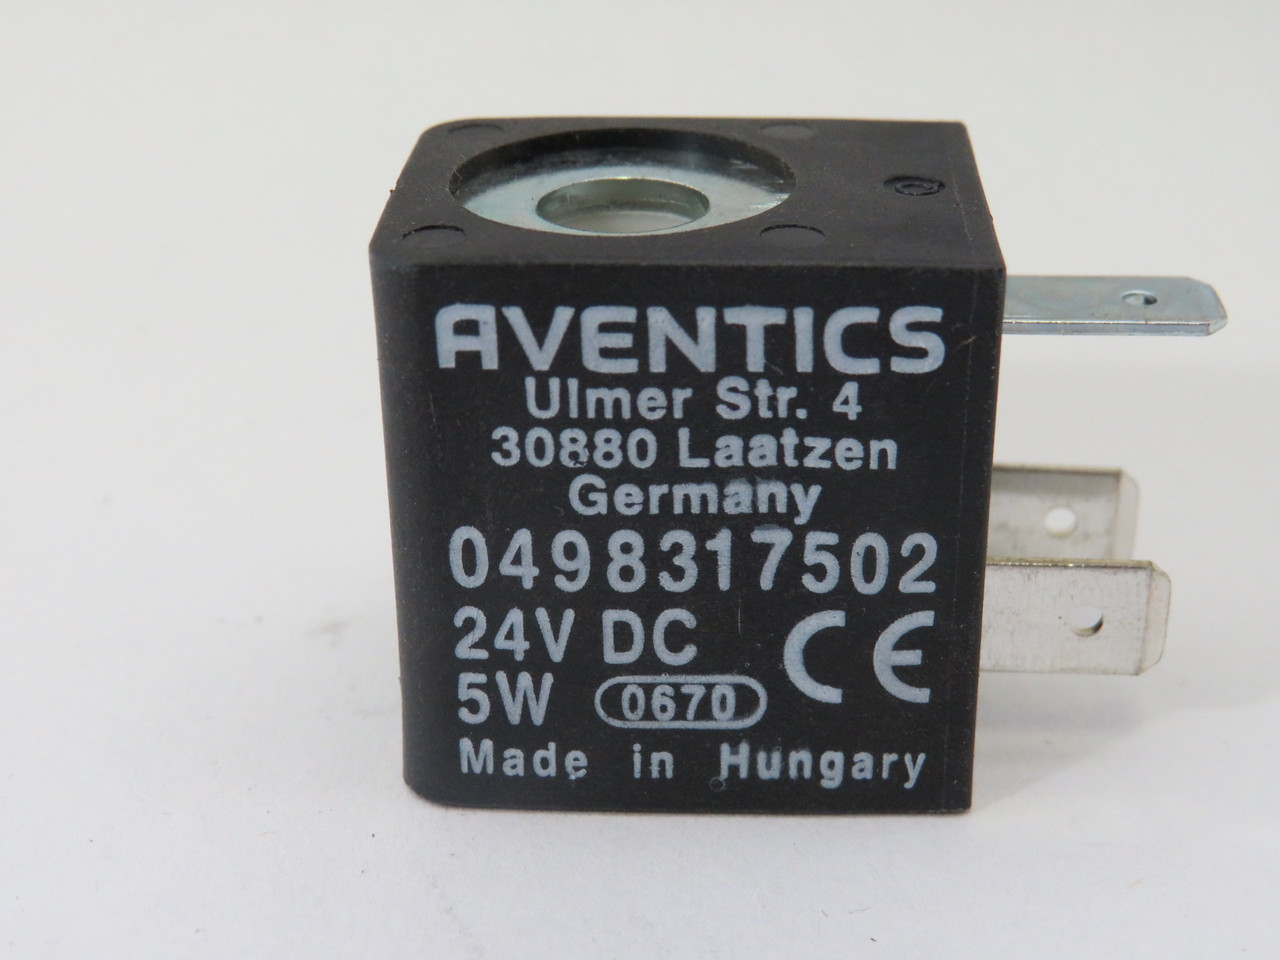 AVENTICS
Ulmer Str. 4
30880 Laatzen
Germany
0498317502
24V DC CE
5W 0670
Made in Hungary